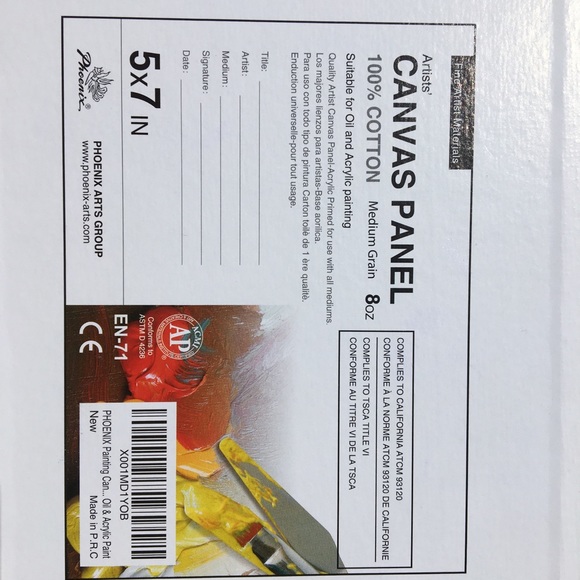 Fine Artist Materials
Artists'
CANVAS PANEL
100% COTTON Medium Grain 8OZ
Suitable for Oil and Acrylic painting
Quality Artist Canvas Panel-Acrylic Primed for use with all mediums.
Los majores lienzos para artistas-Base aorilica.
Para uso con todo tipo de pintura Carton toilé de 1 ère qualité.
Enduction universelle-pour tout usage.
Title:
Artist:
Medium:
Signature:
Date:
5x7 IN
Phoenix®
PHOENIX ARTS GROUP
www.phoenix-arts.com
COMPLIES TO CALIFORNIA ATCM 93120
CONFORME À LA NORME ATCM 93120 DE CALIFORNIE
COMPLIES TO TSCA TITLE VI
CONFORME AU TITRE VI DE LA TSCA
ACMI
AP
Conforms to
ASTM D 4236
EN-71
CE
X001MD1YOB
PHOENIX Painting Can... Oil & Acrylic Paint
New
Made in P.R.C